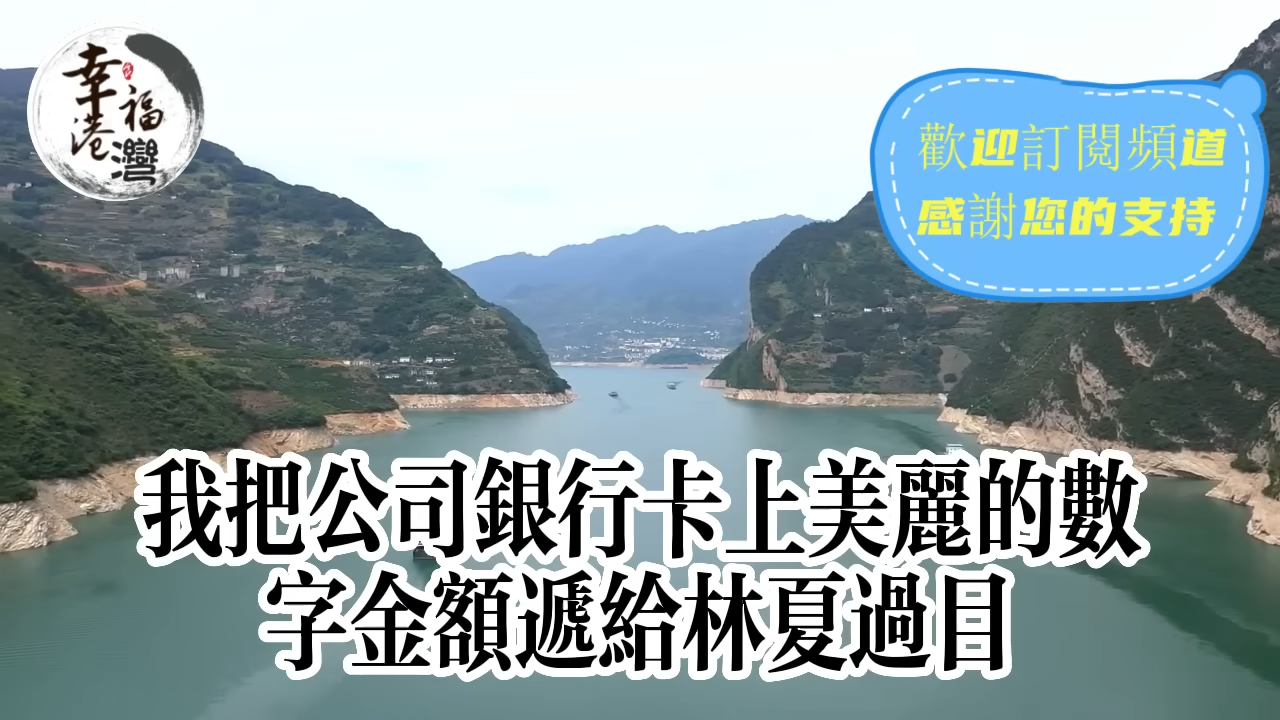 幸福
港灣
歡迎訂閱頻道
感謝您的支持
我把公司銀行卡上美麗的數
字金額遞給林夏過目